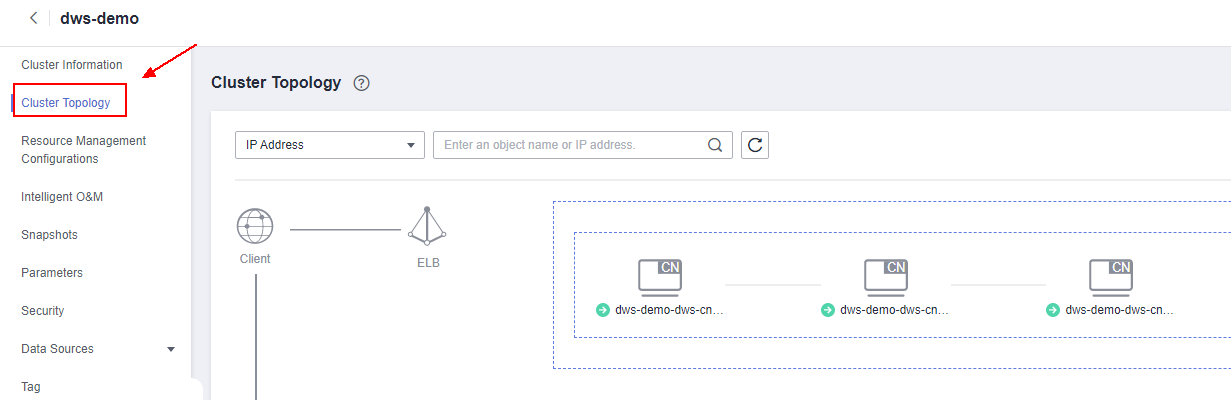 dws-demo
Cluster Information
Cluster Topology
Resource Management
Configurations
Intelligent O&M
Snapshots
Parameters
Security
Data Sources
Tag
Cluster Topology ?
IP Address
Enter an object name or IP address.
Client
ELB
CN
CN
CN
dws-demo-dws-cn...
dws-demo-dws-cn...
dws-demo-dws-cn...